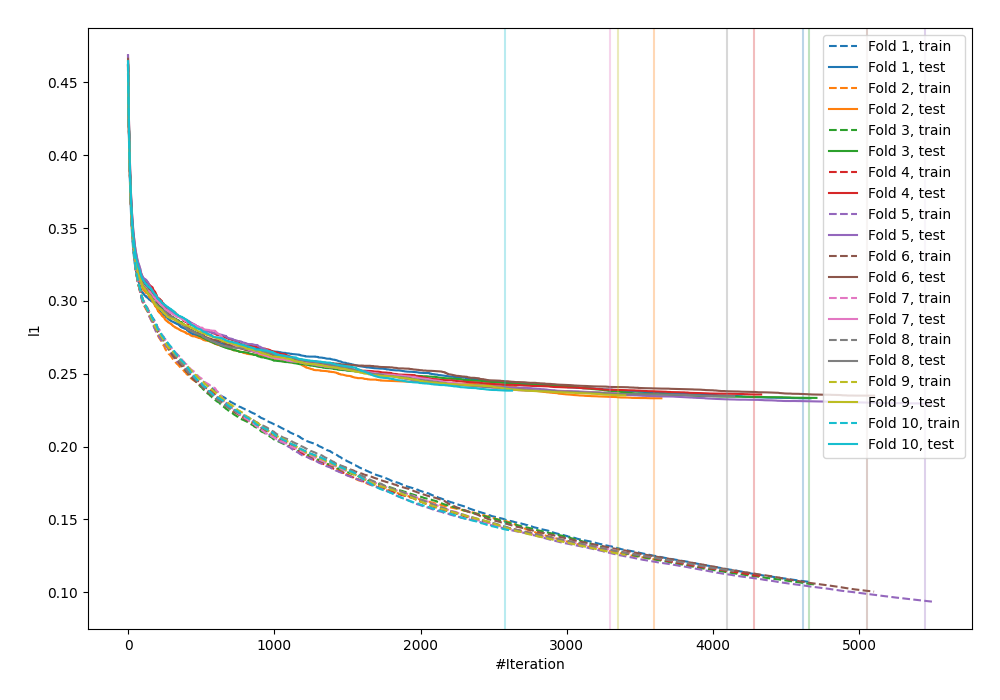 0.45
0.40
0.35
0.30
0.25
0.20
0.15
0.10
l1
0
1000
2000
3000
4000
5000
#Iteration
Fold 1, train
Fold 1, test
Fold 2, train
Fold 2, test
Fold 3, train
Fold 3, test
Fold 4, train
Fold 4, test
Fold 5, train
Fold 5, test
Fold 6, train
Fold 6, test
Fold 7, train
Fold 7, test
Fold 8, train
Fold 8, test
Fold 9, train
Fold 9, test
Fold 10, train
Fold 10, test